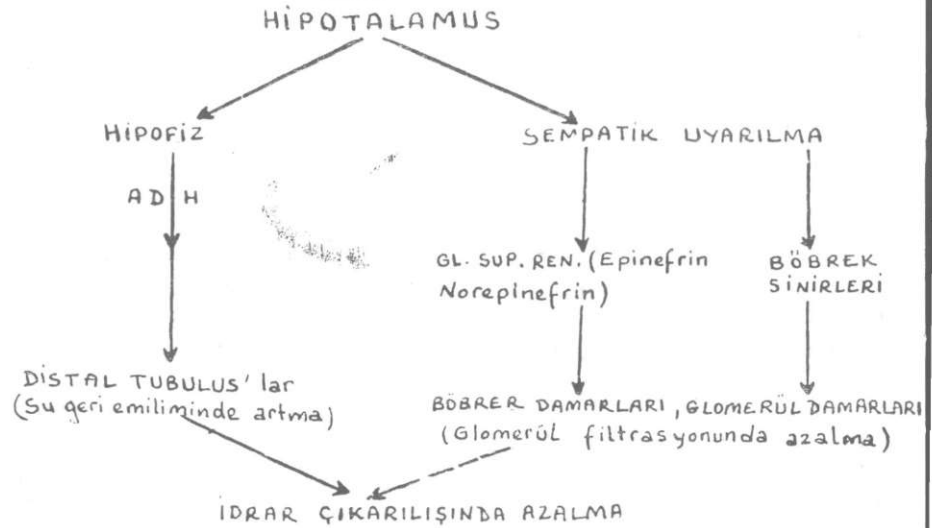 HİPOTALAMUS
HİPOFİZ
SEMPATİK UYARILMA
ADH
GL. SUP. REN. (Epinefrin
Norepinefrin)
BÖBREK
SİNİRLERİ
DİSTAL TUBULUS'lar
(Su geri emiliminde artma)
BÖBRER DAMARLARI, GLOMERÜL DAMARLARI
(Glomerül filtrasyonunda azalma)
İDRAR ÇIKARILIŞINDA AZALMA